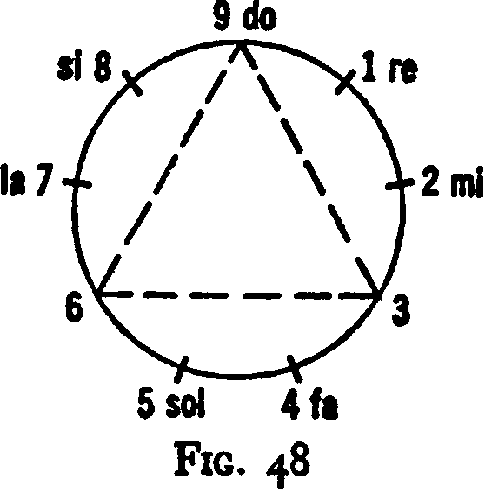 9 do
si 8
1 re
la 7
2 mi
6
3
5 sol
4 fa
FIG. 48